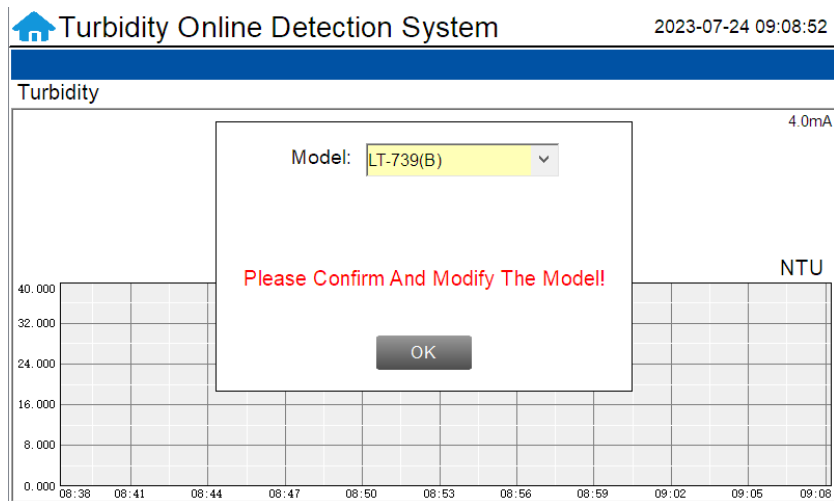 Turbidity Online Detection System 2023-07-24 09:08:52
Turbidity
4.0mA
Model: LT-739(B)
NTU
Please Confirm And Modify The Model!
40.000
32.000
OK
24.000
16.000
8.000
0.000
08:38 08:41 08:44 08:47 08:50 08:53 08:56 08:59 09:02 09:05 09:08